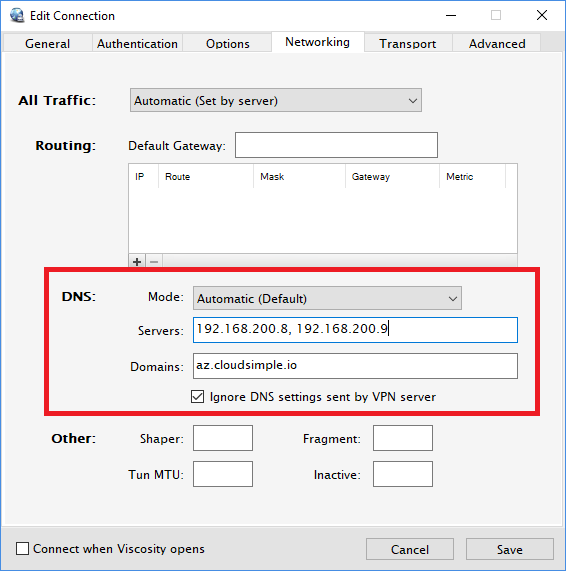 Edit Connection
General Authentication Options Networking Transport Advanced
All Traffic: Automatic (Set by server)
Routing: Default Gateway:
IP Route Mask Gateway Metric
+ −
DNS: Mode: Automatic (Default)
Servers: 192.168.200.8, 192.168.200.9
Domains: az.cloudsimple.io
Ignore DNS settings sent by VPN server
Other: Shaper: Fragment:
Tun MTU: Inactive:
Connect when Viscosity opens Cancel Save